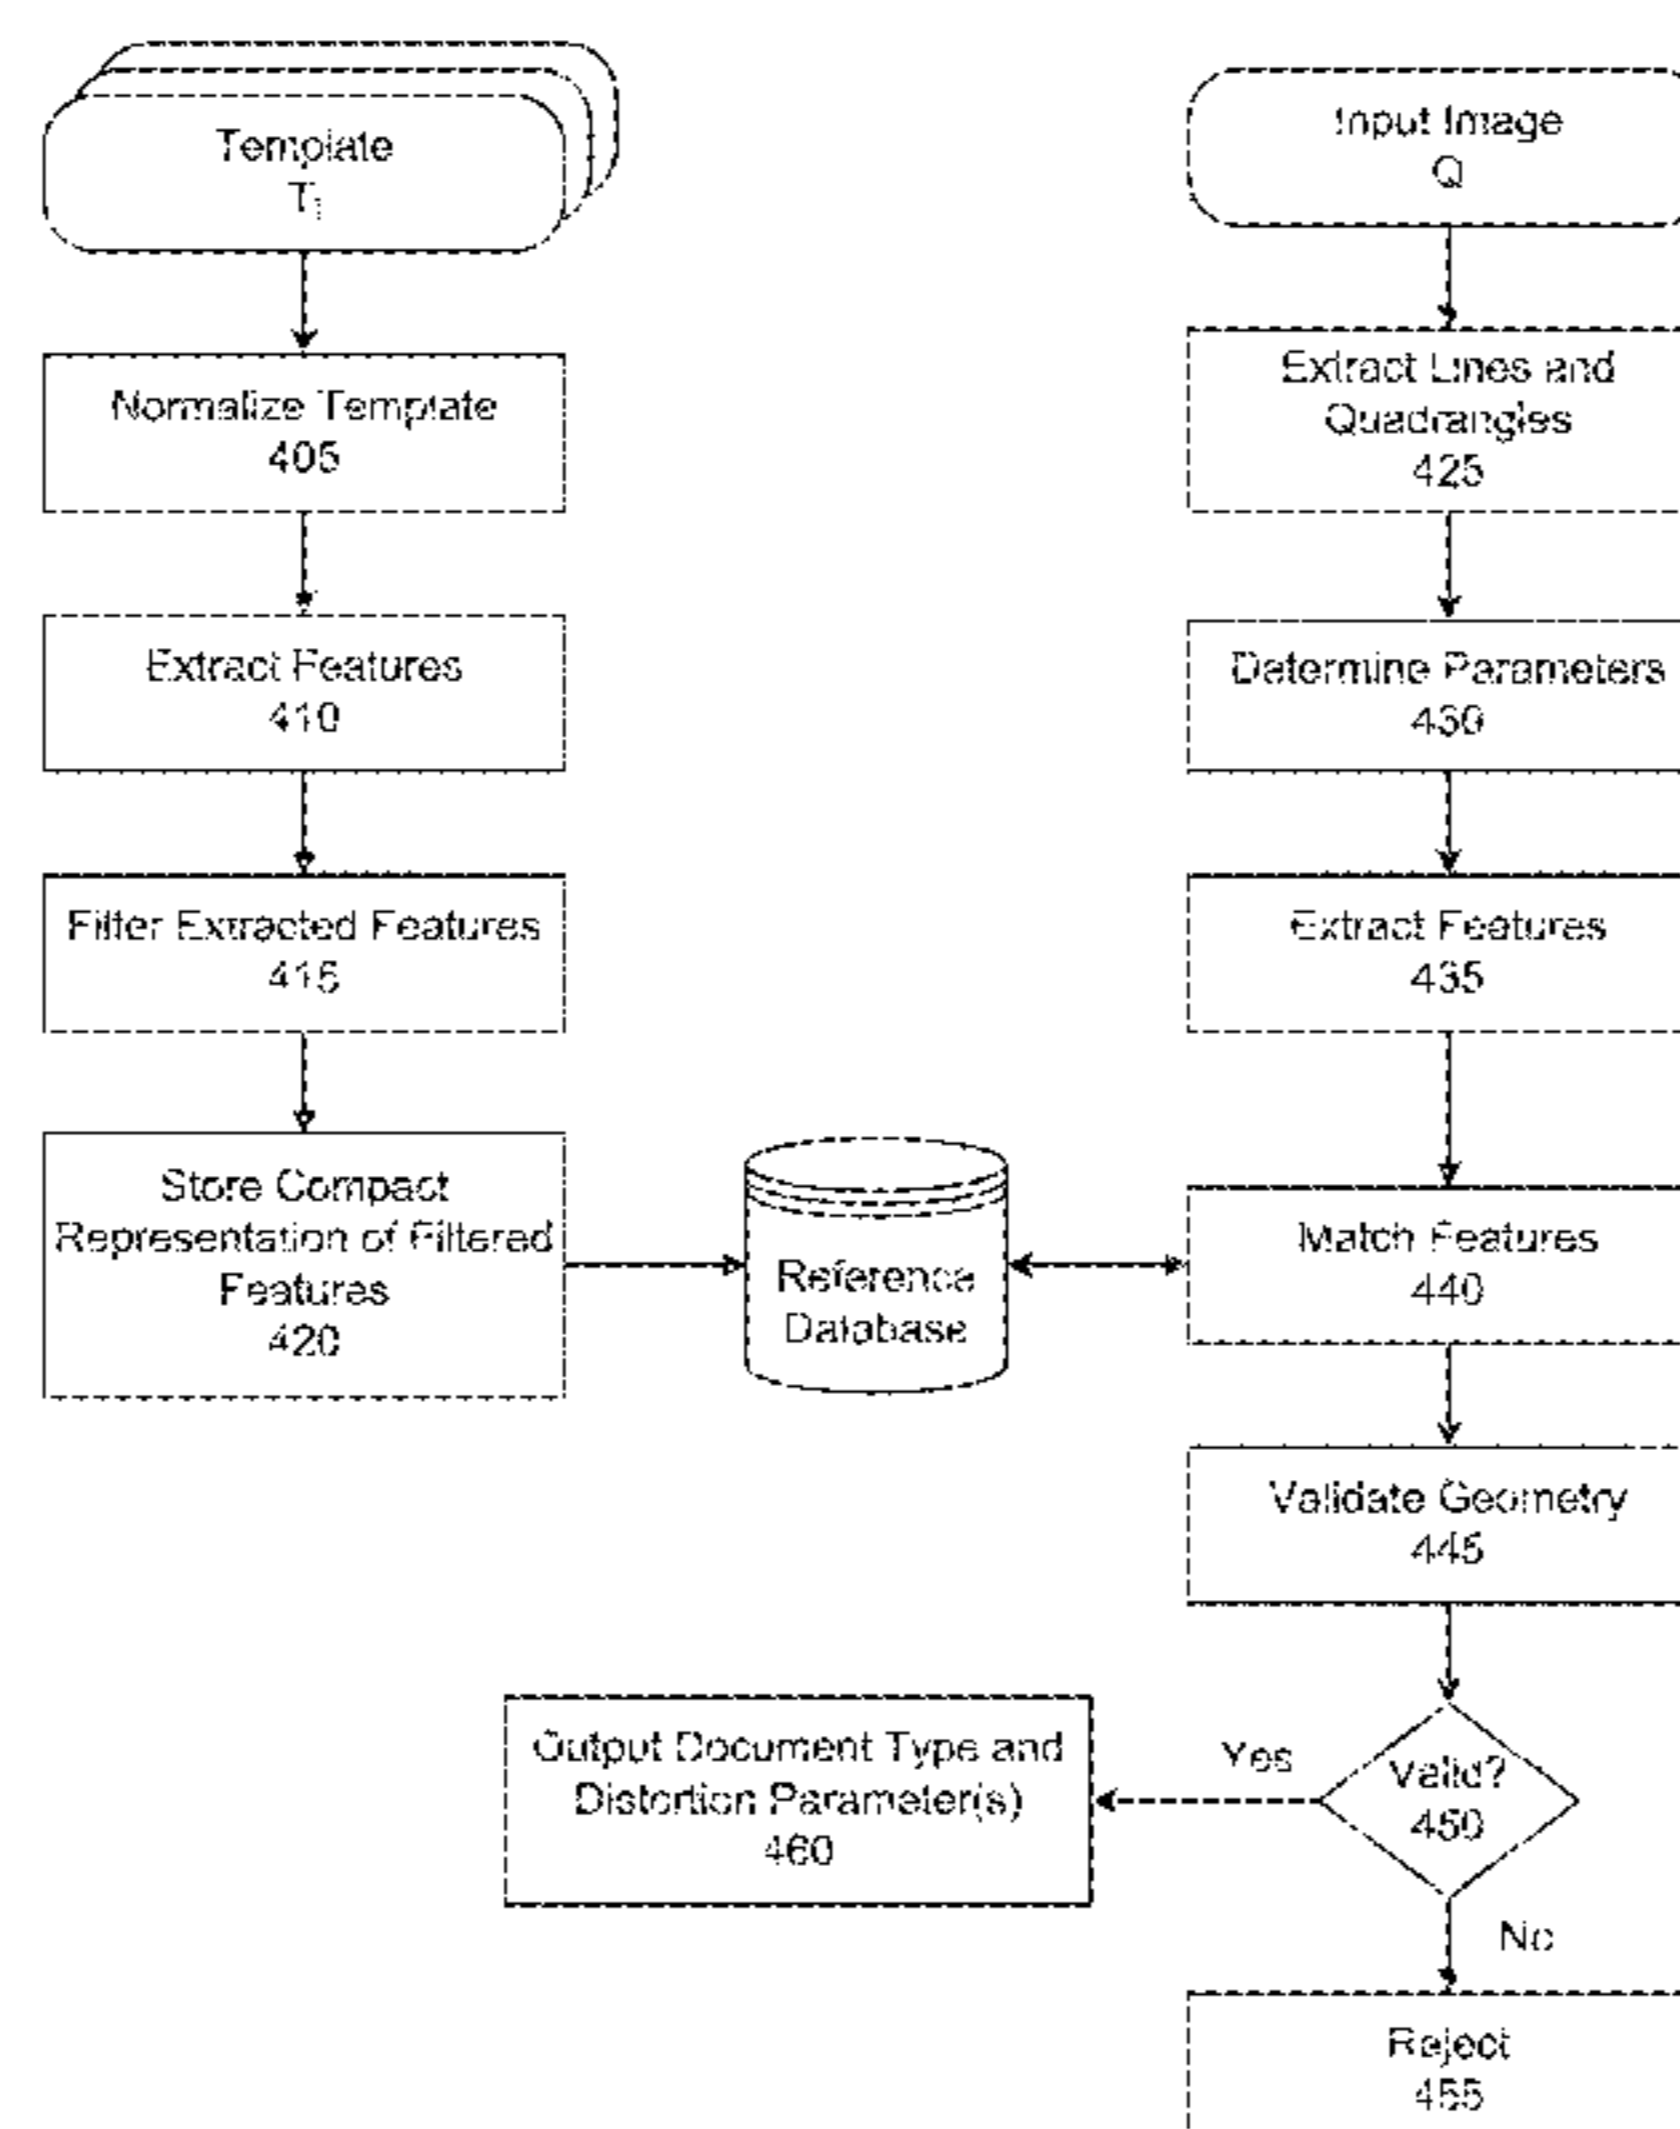 Template
Ti
Normalize Template
405
Extract Features
410
Filter Extracted Features
415
Store Compact
Representation of Filtered
Features
420
Reference
Database
Input Image
Q
Extract Lines and
Quadrangles
425
Determine Parameters
430
Extract Features
435
Match Features
440
Validate Geometry
445
Valid?
450
Yes
No
Output Document Type and
Distortion Parameter(s)
460
Reject
455